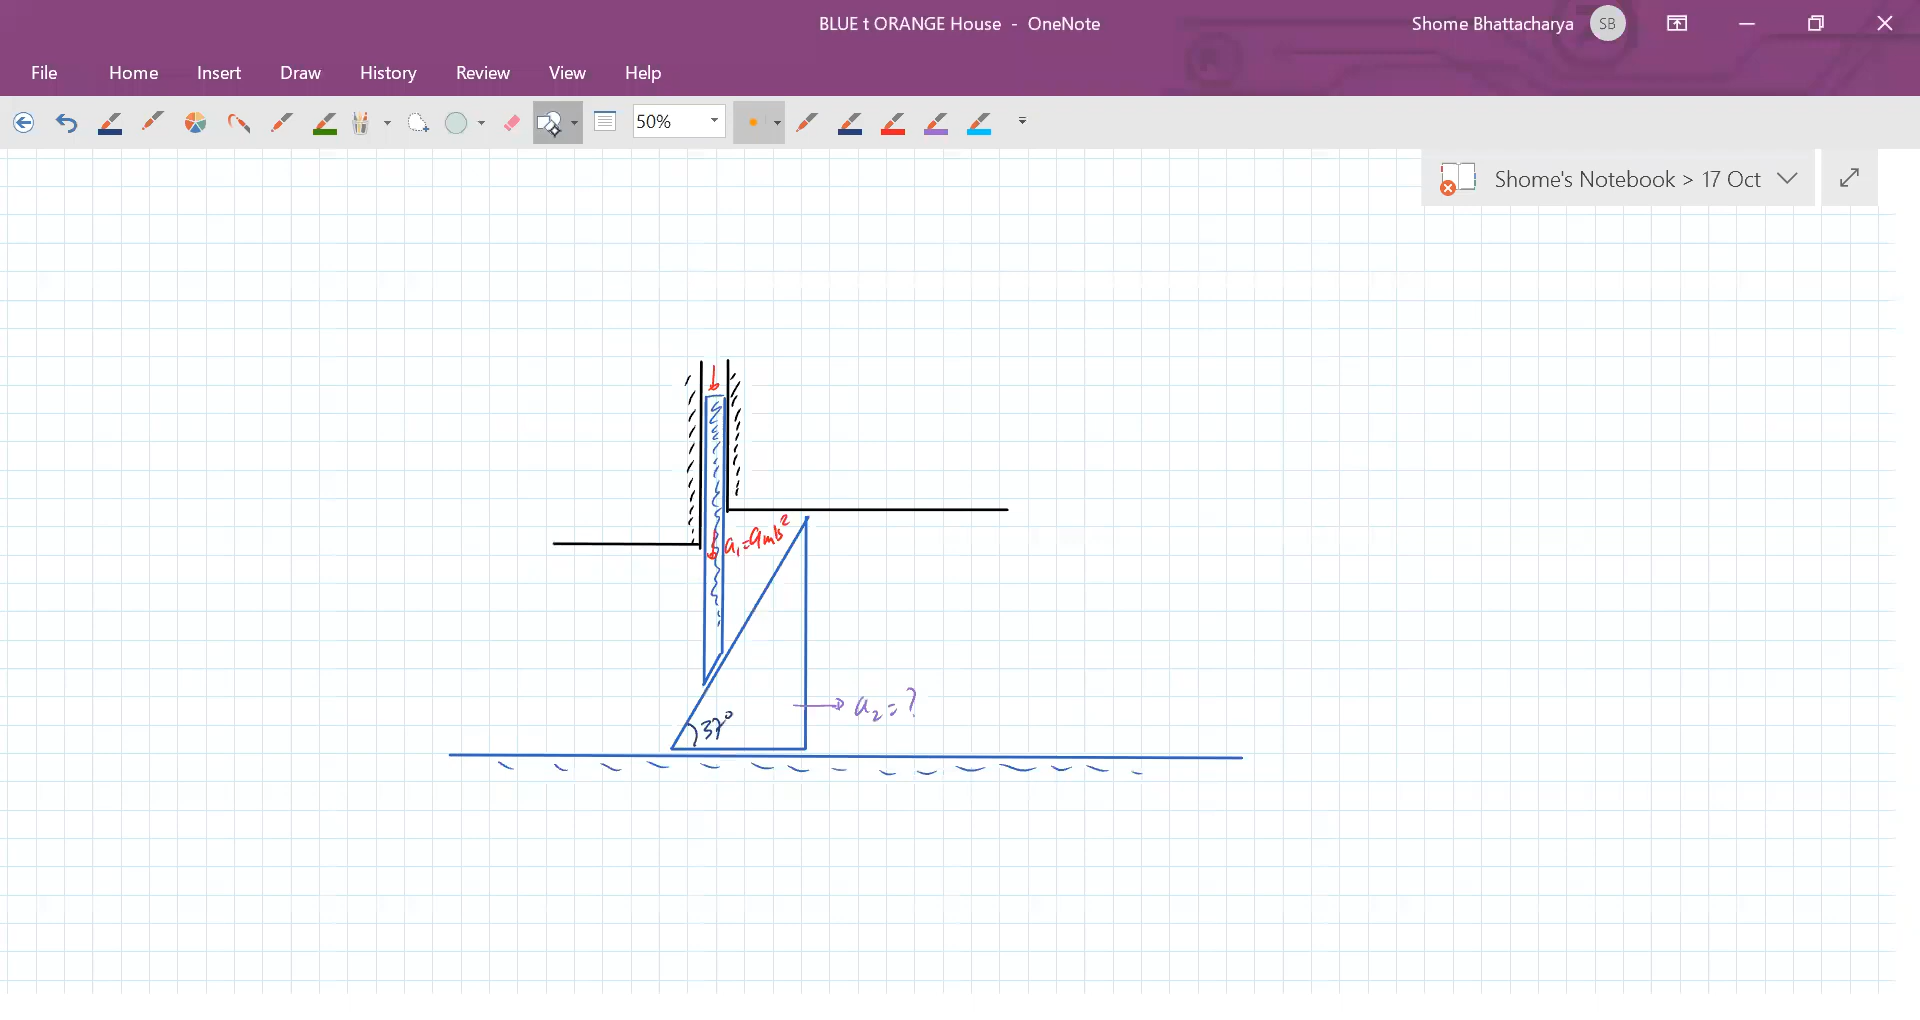 BLUE t ORANGE House - OneNote
Shome Bhattacharya SB
File Home Insert Draw History Review View Help
50%
Shome's Notebook > 17 Oct
a₁=9m/s²
37°
a₂=?